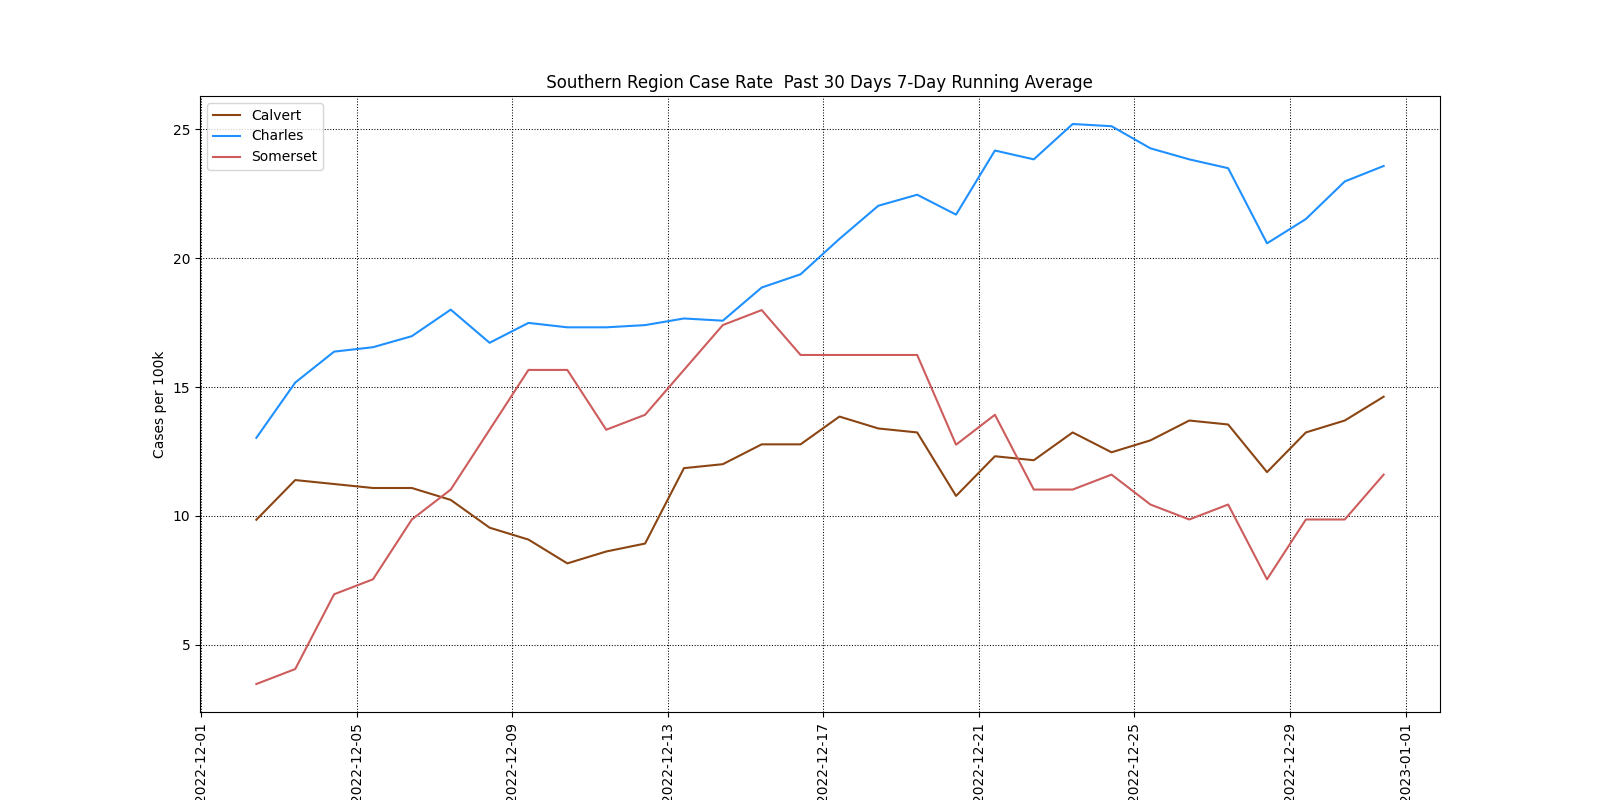 Southern Region Case Rate  Past 30 Days 7-Day Running Average
Calvert
Charles
Somerset
Cases per 100k
25
20
15
10
5
2022-12-01
2022-12-05
2022-12-09
2022-12-13
2022-12-17
2022-12-21
2022-12-25
2022-12-29
2023-01-01